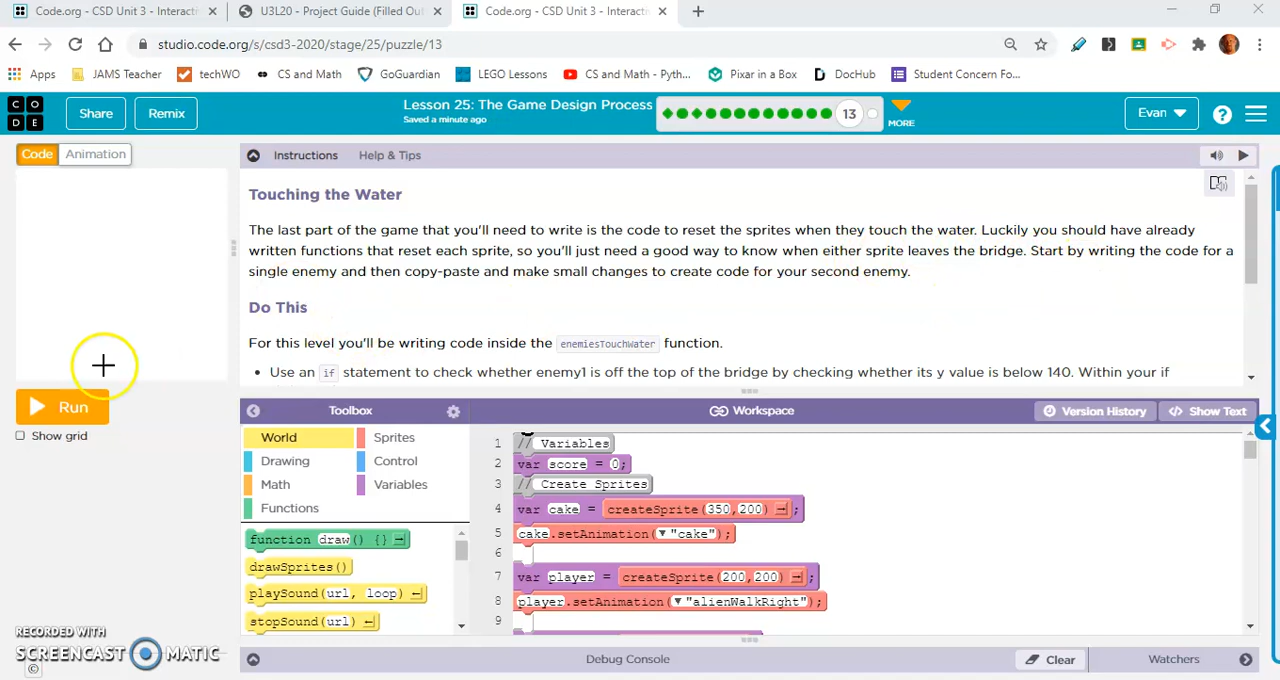 Code.org - CSD Unit 3 - Interacti
U3L20 - Project Guide (Filled Out
Code.org - CSD Unit 3 - Interacti
studio.code.org/s/csd3-2020/stage/25/puzzle/13
Apps
JAMS Teacher
techWO
CS and Math
GoGuardian
LEGO Lessons
CS and Math - Pyth...
Pixar in a Box
DocHub
Student Concern Fo...
C O
D E
Share
Remix
Lesson 25: The Game Design Process
Saved a minute ago
13
MORE
Evan
?
Code
Animation
Instructions
Help & Tips
Touching the Water
The last part of the game that you'll need to write is the code to reset the sprites when they touch the water. Luckily you should have already
written functions that reset each sprite, so you'll just need a good way to know when either sprite leaves the bridge. Start by writing the code for a
single enemy and then copy-paste and make small changes to create code for your second enemy.
Do This
For this level you'll be writing code inside the enemiesTouchWater function.
• Use an if statement to check whether enemy1 is off the top of the bridge by checking whether its y value is below 140. Within your if
Run
Show grid
Toolbox
Workspace
Version History
</> Show Text
World
Sprites
Drawing
Control
Math
Variables
Functions
function draw() {}
drawSprites()
playSound(url, loop)
stopSound(url)
1 // Variables
2 var score = 0;
3 // Create Sprites
4 var cake = createSprite(350,200);
5 cake.setAnimation("cake");
6
7 var player = createSprite(200,200);
8 player.setAnimation("alienWalkRight");
9
Debug Console
Clear
Watchers
RECORDED WITH
SCREENCAST MATIC
©